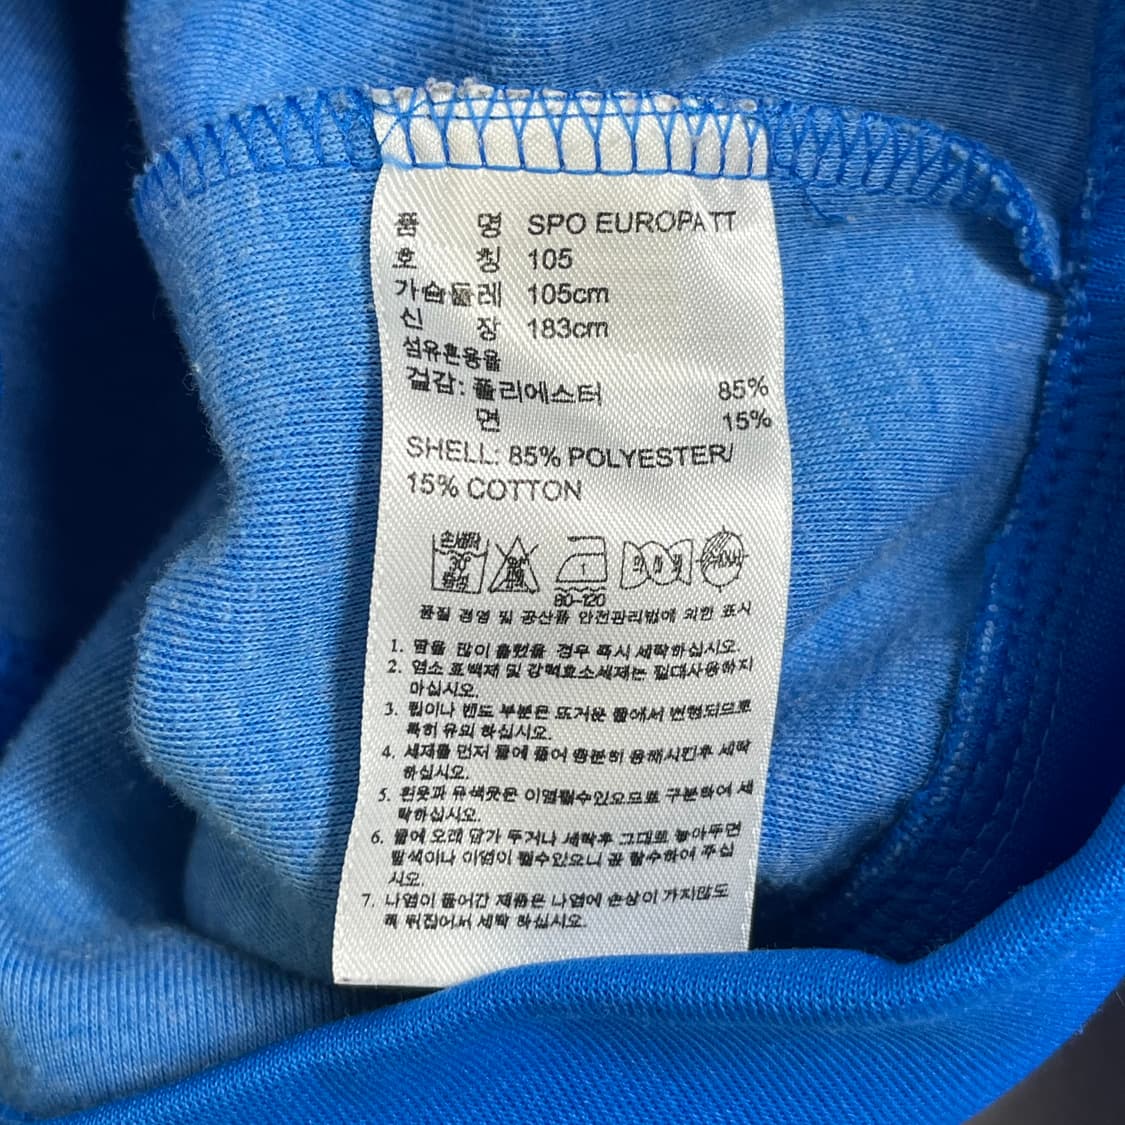 품 명 SPO EUROPA TT
호 칭 105
가슴둘레 105cm
신 장 183cm
섬유혼용율
겉감: 폴리에스터 85%
면 15%
SHELL: 85% POLYESTER/
15% COTTON
손세탁
30°
중성
80~120
품질 경영 및 공산품 안전관리법에 의한 표시
1. 땀을 많이 흘렸을 경우 즉시 세탁하십시오.
2. 염소 표백제 및 강력효소세제는 절대사용하지
마십시오.
3. 립이나 밴드 부분은 뜨거운 물에서 변형되므로
특히 유의 하십시오.
4. 세제를 먼저 물에 풀어 충분히 용해시킨후 세탁
하십시오.
5. 흰옷과 유색옷은 이염될수있으므로 구분하여 세
탁하십시오.
6. 물에 오래 담가 두거나 세탁후 그대로 놓아두면
탈색이나 이염이 될수있으니 꼭 탈수하여 주십
시오.
7. 나염이 들어간 제품은 나염에 손상이 가지않도
록 뒤집어서 세탁 하십시오.